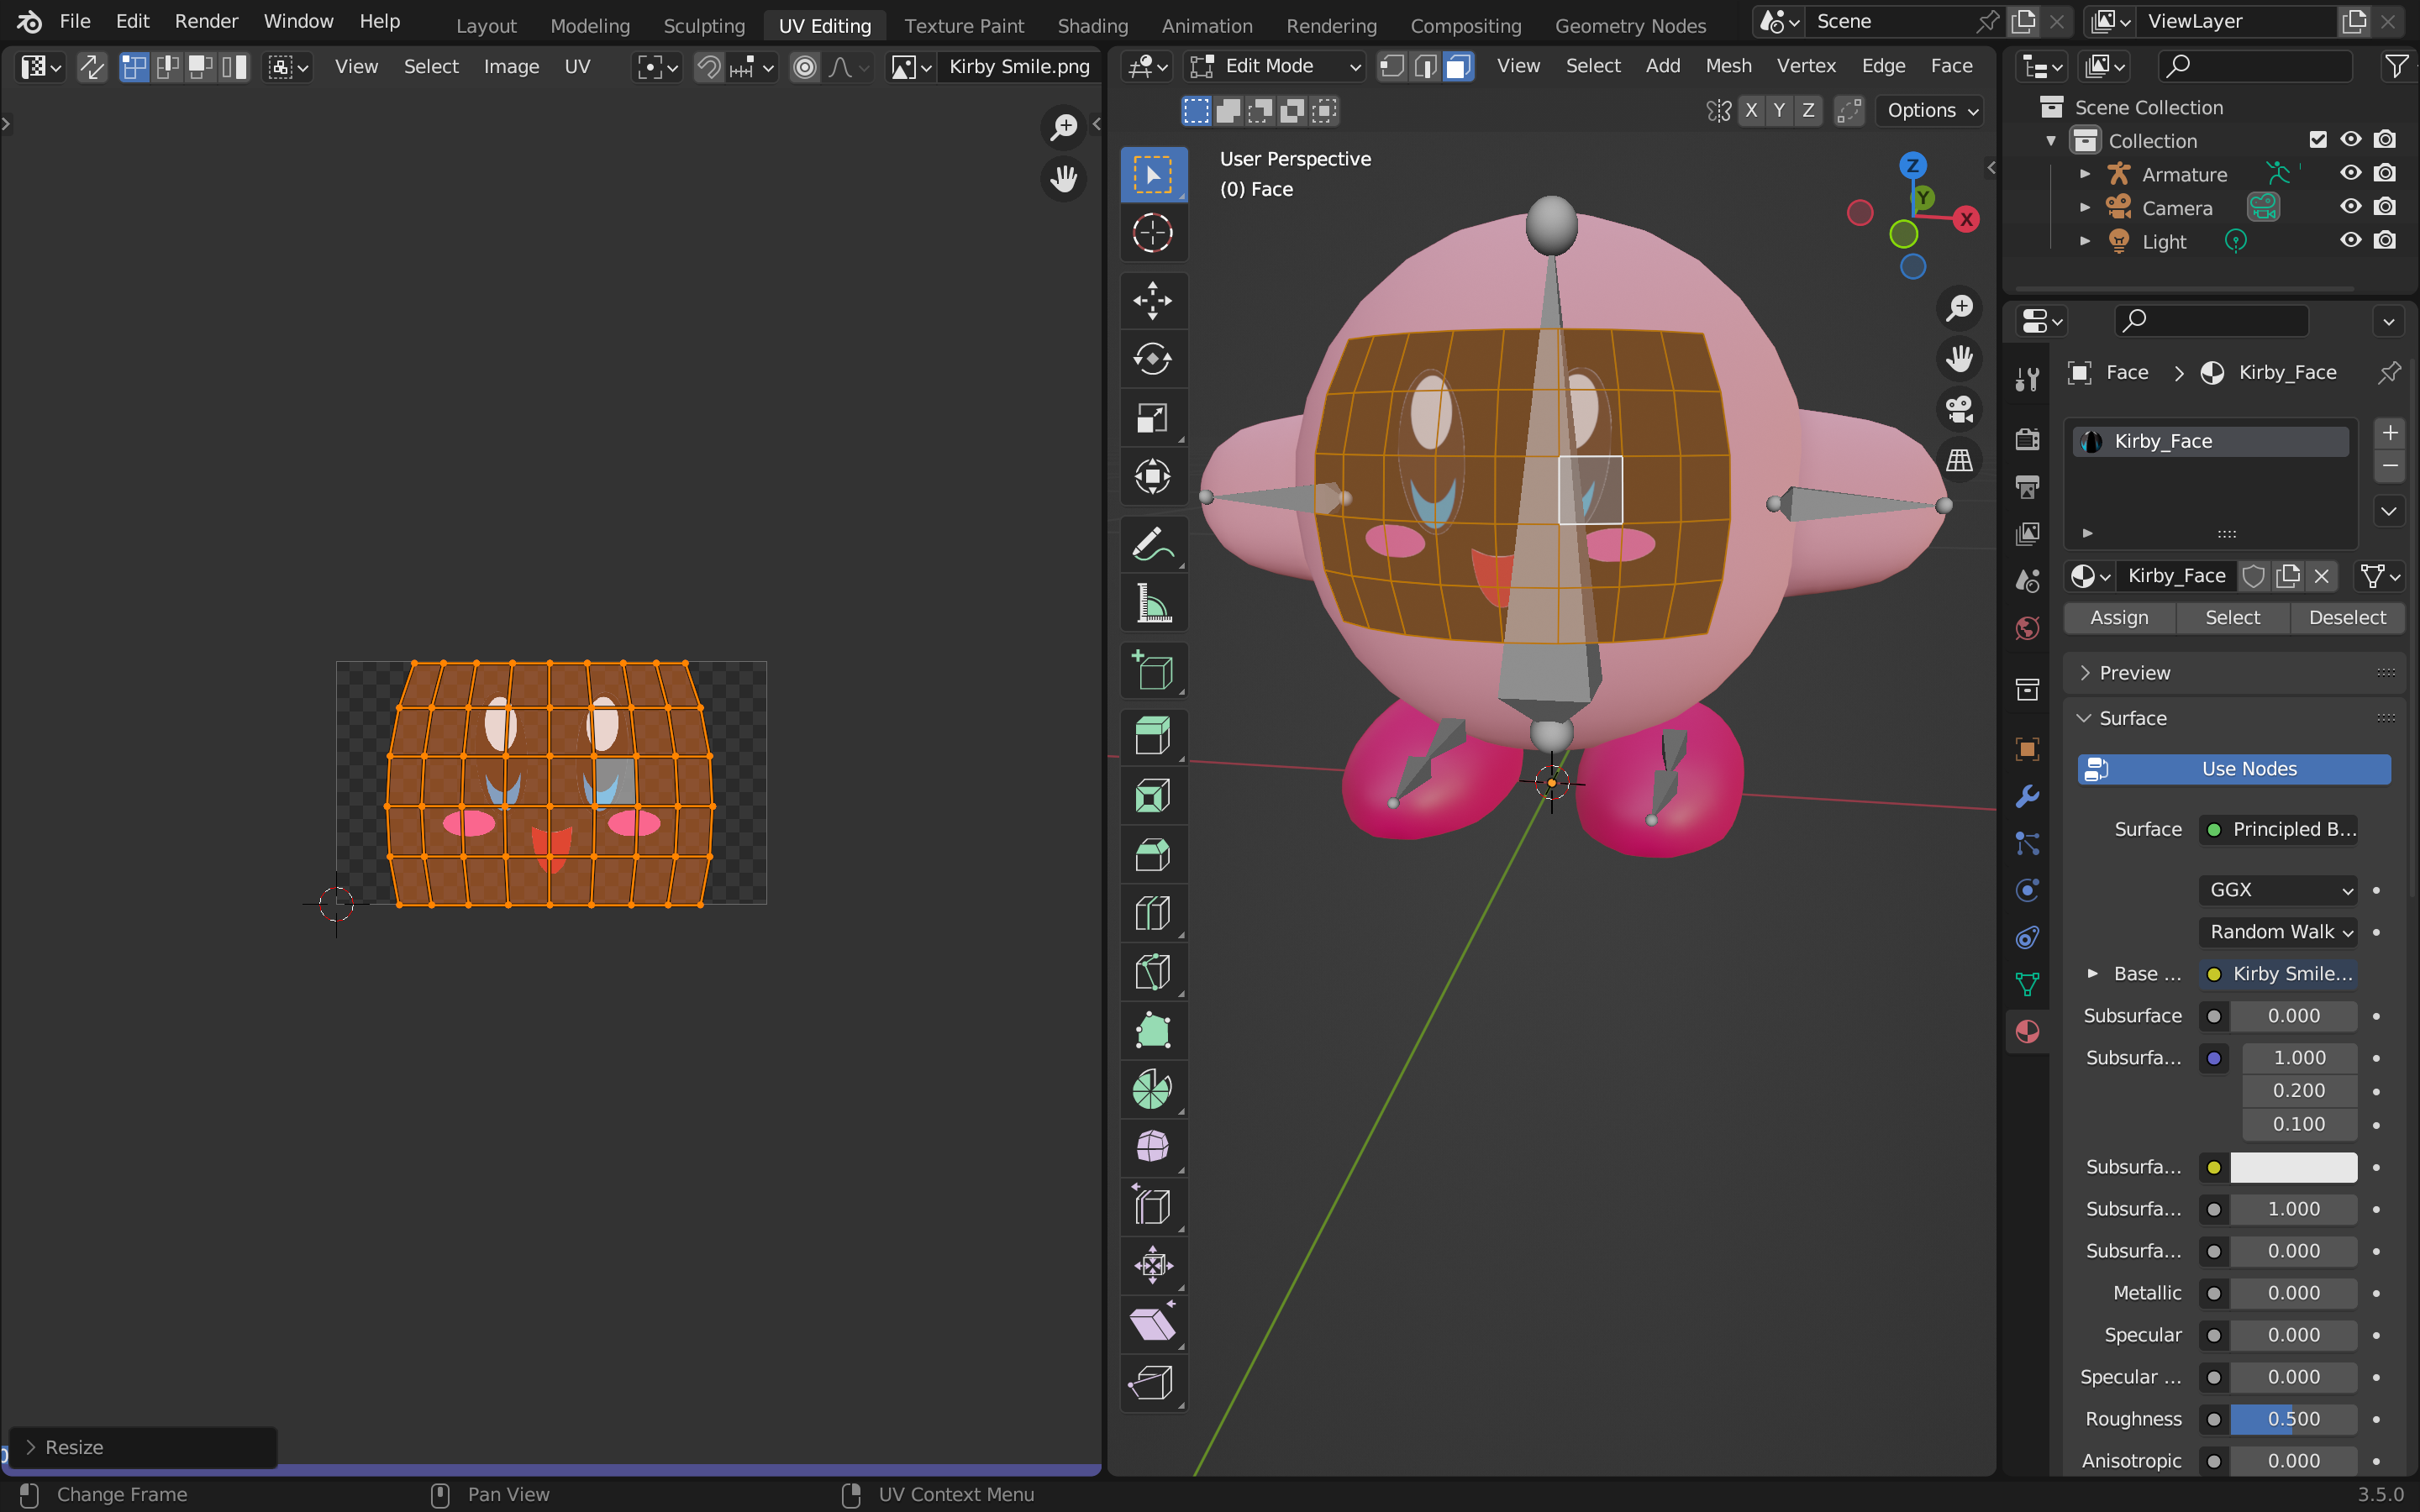 File Edit Render Window Help Layout Modeling Sculpting UV Editing Texture Paint Shading Animation Rendering Compositing Geometry Nodes Scene ViewLayer
View Select Image UV Kirby Smile.png Edit Mode View Select Add Mesh Vertex Edge Face
X Y Z Options
Scene Collection
Collection
Armature
Camera
Light
User Perspective
(0) Face
Z
Y
X
Face > Kirby_Face
Kirby_Face
Kirby_Face
Assign Select Deselect
Preview
Surface
Use Nodes
Surface Principled B...
GGX
Random Walk
Base ... Kirby Smile...
Subsurface 0.000
Subsurfa... 1.000
0.200
0.100
Subsurfa...
Subsurfa... 1.000
Subsurfa... 0.000
Metallic 0.000
Specular 0.000
Specular ... 0.000
Roughness 0.500
Anisotropic 0.000
Resize
Change Frame Pan View UV Context Menu 3.5.0